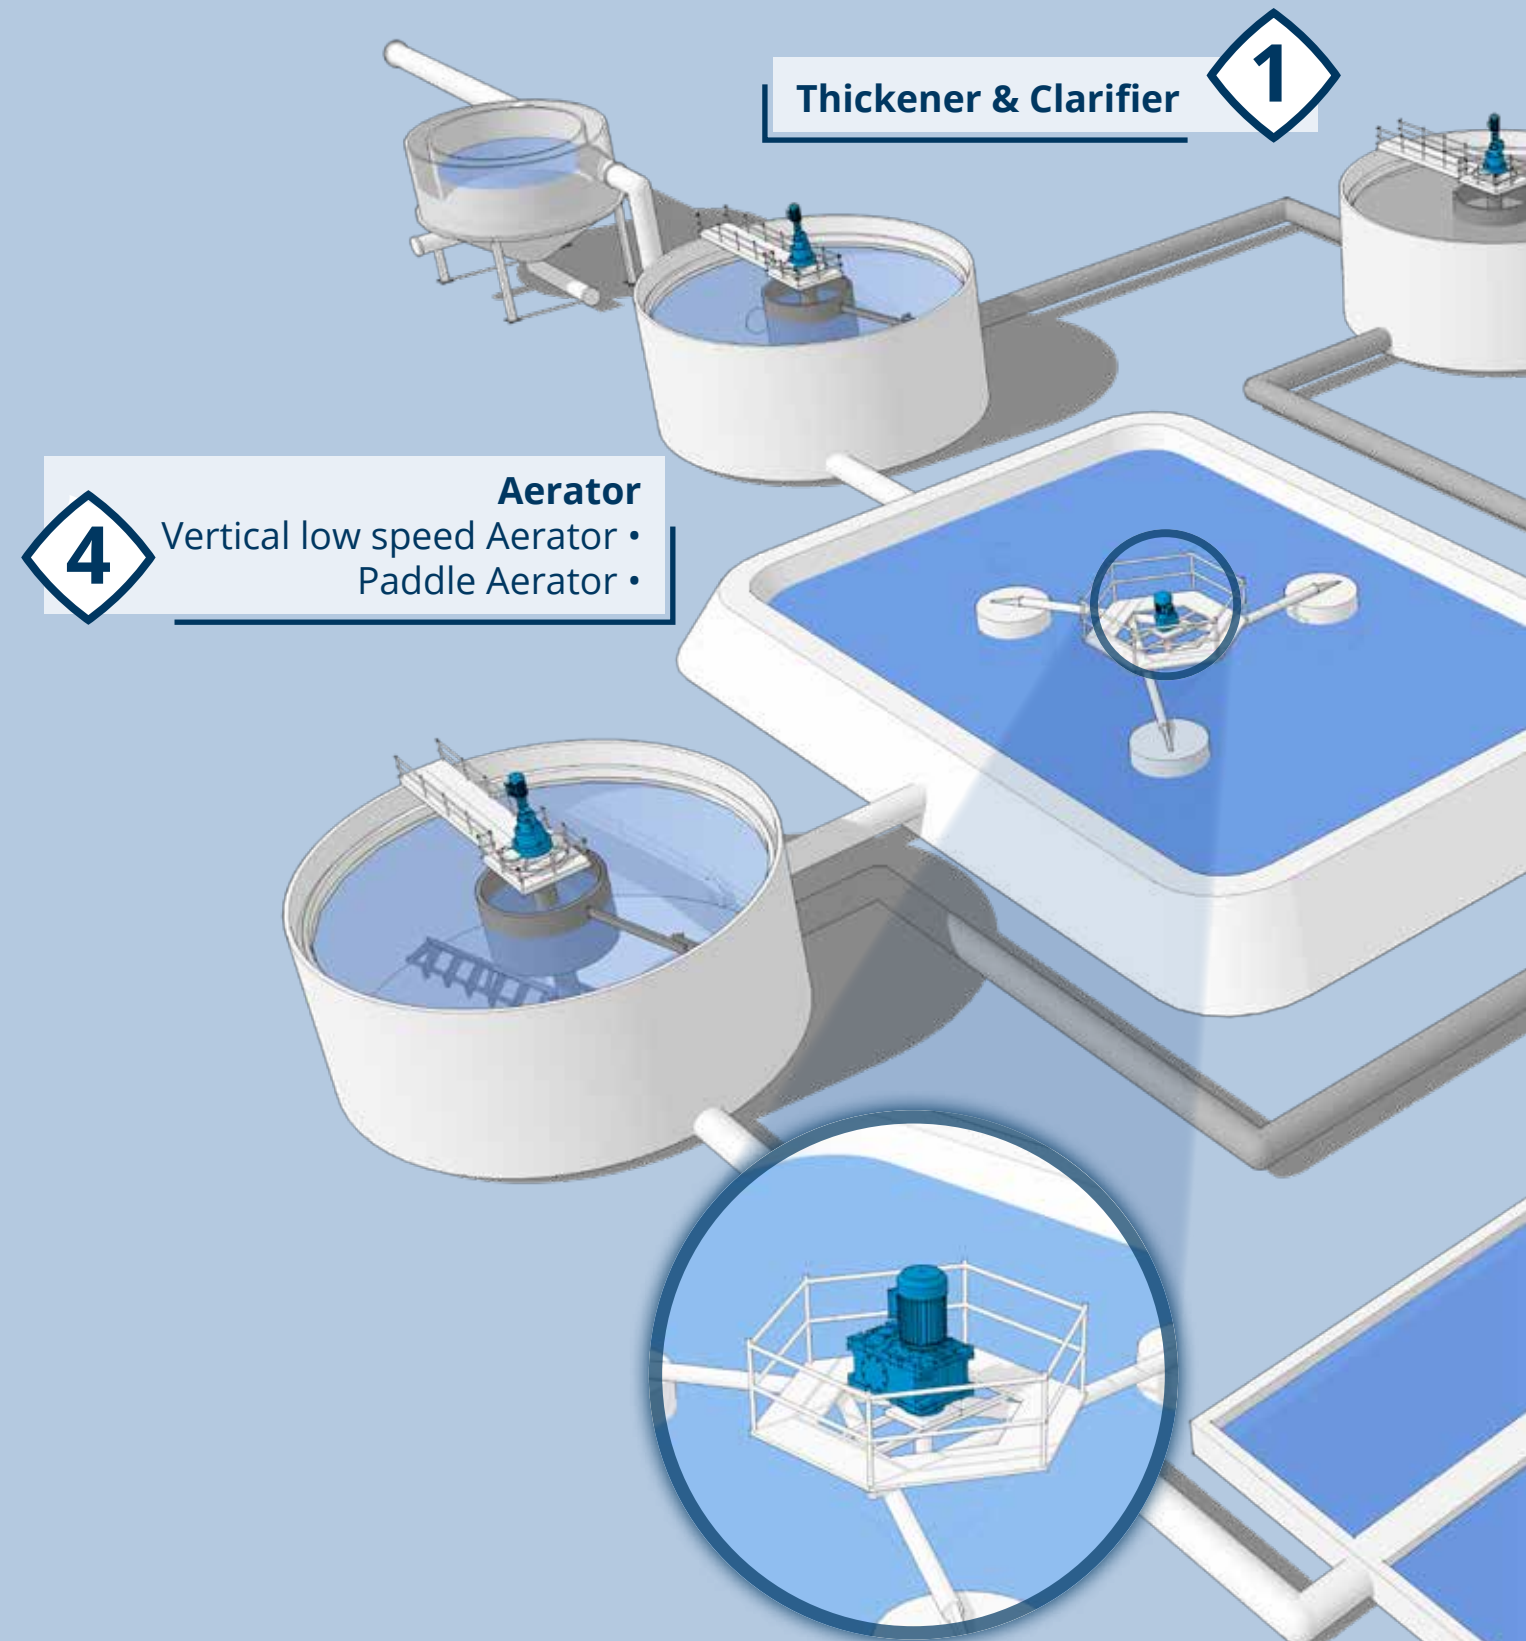 Thickener & Clarifier
1
Aerator
4
Vertical low speed Aerator •
Paddle Aerator •